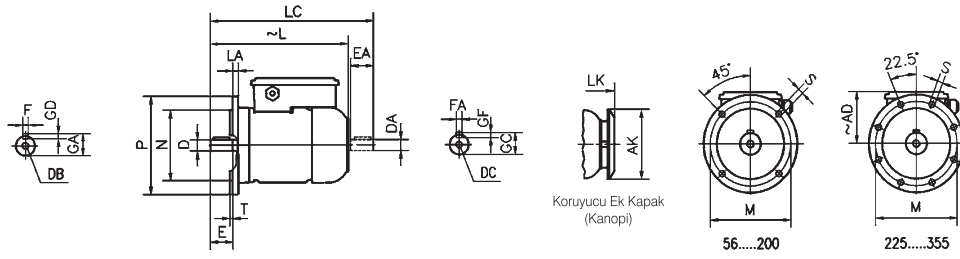 LC
~L
LA
EA
F
GD
GA
DB
P
N
D
DA
T
E
FA
GF
GC
DC
LK
AK
Koruyucu Ek Kapak
(Kanopi)
45°
S
M
56.....200
22.5°
S
~AD
M
225.....355